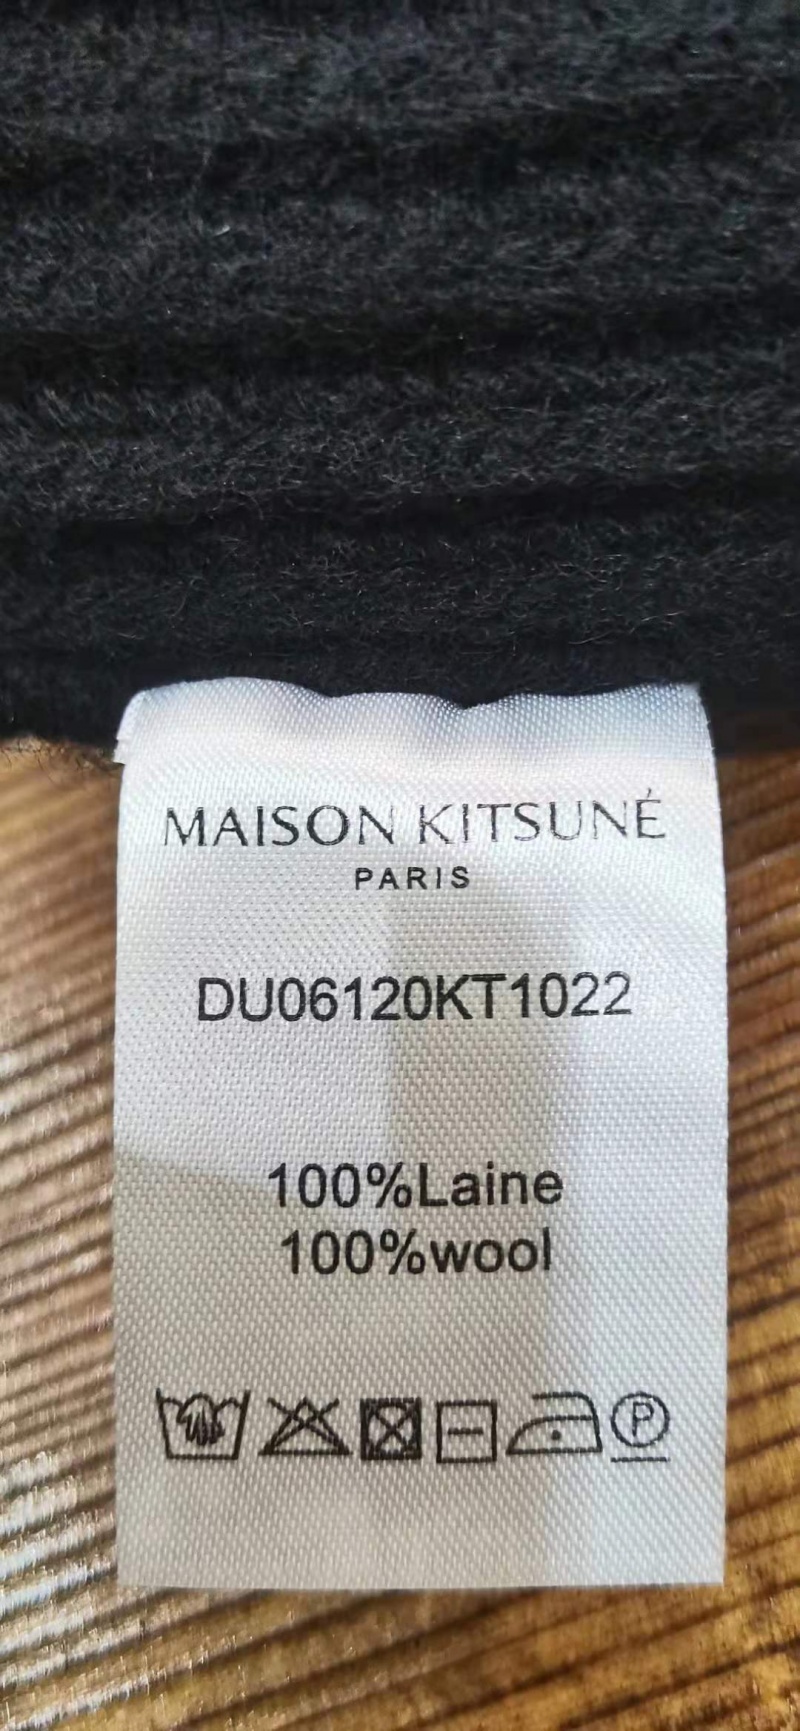 MAISON KITSUNÉ
PARIS
DU06120KT1022
100%Laine
100%wool
P